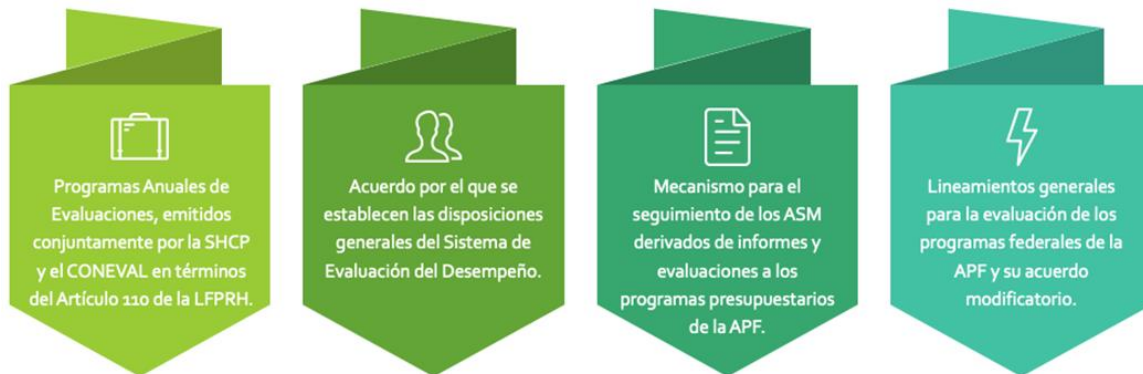 Programas Anuales de
Evaluaciones, emitidos
conjuntamente por la SHCP
y el CONEVAL en términos
del Artículo 110 de la LFPRH.
Acuerdo por el que se
establecen las disposiciones
generales del Sistema de
Evaluación del Desempeño.
Mecanismo para el
seguimiento de los ASM
derivados de informes y
evaluaciones a los
programas presupuestarios
de la APF.
Lineamientos generales
para la evaluación de los
programas federales de la
APF y su acuerdo
modificatorio.